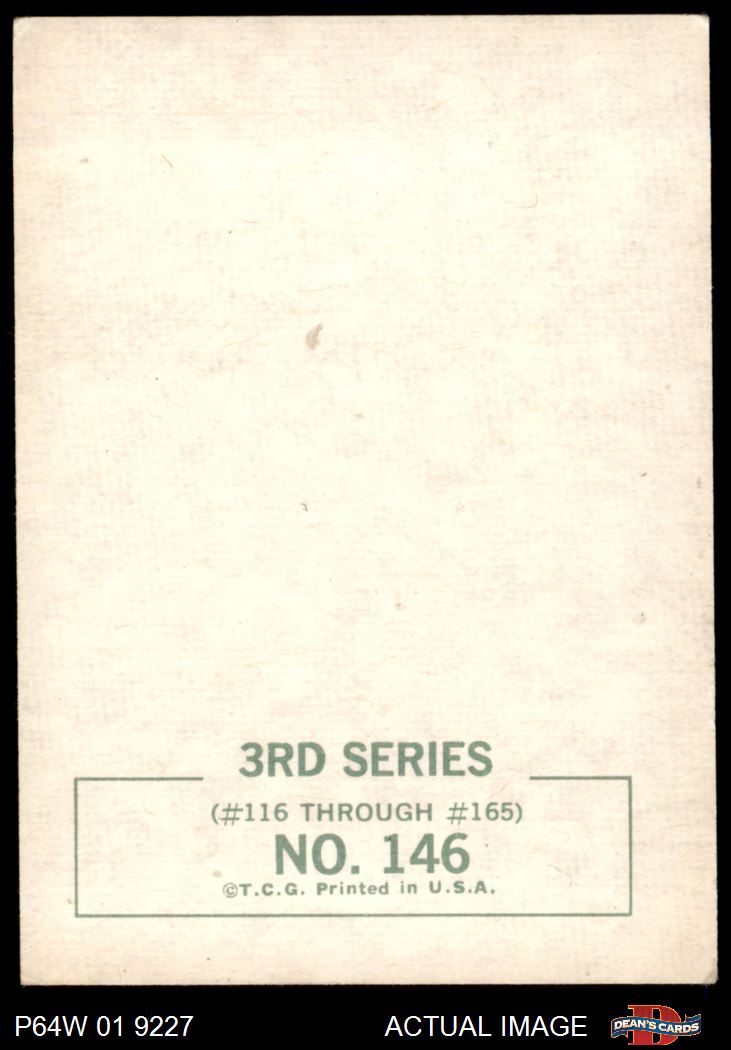 3RD SERIES
(#116 THROUGH #165)
NO. 146
©T.C.G. Printed in U.S.A.
P64W 01 9227
ACTUAL IMAGE
D
DEAN'S CARDS